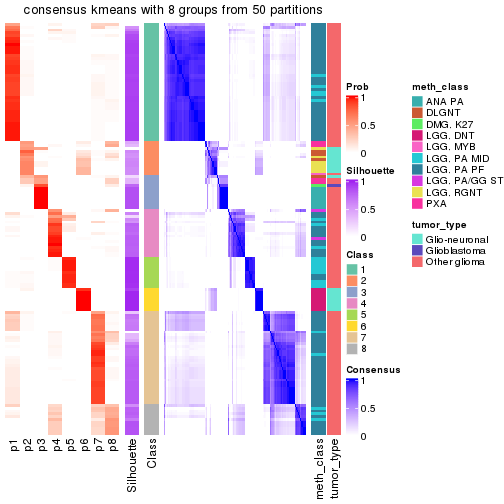 consensus kmeans with 8 groups from 50 partitions
Prob
1
0.5
0
Silhouette
1
0.5
0
Class
1
2
3
4
5
6
7
8
Consensus
1
0.5
0
meth_class
ANA PA
DLGNT
DMG, K27
LGG, DNT
LGG, MYB
LGG, PA MID
LGG, PA PF
LGG, PA/GG ST
LGG, RGNT
PXA
tumor_type
Glio-neuronal
Glioblastoma
Other glioma
p1
p2
p3
p4
p5
p6
p7
p8
Silhouette
Class
meth_class
tumor_type